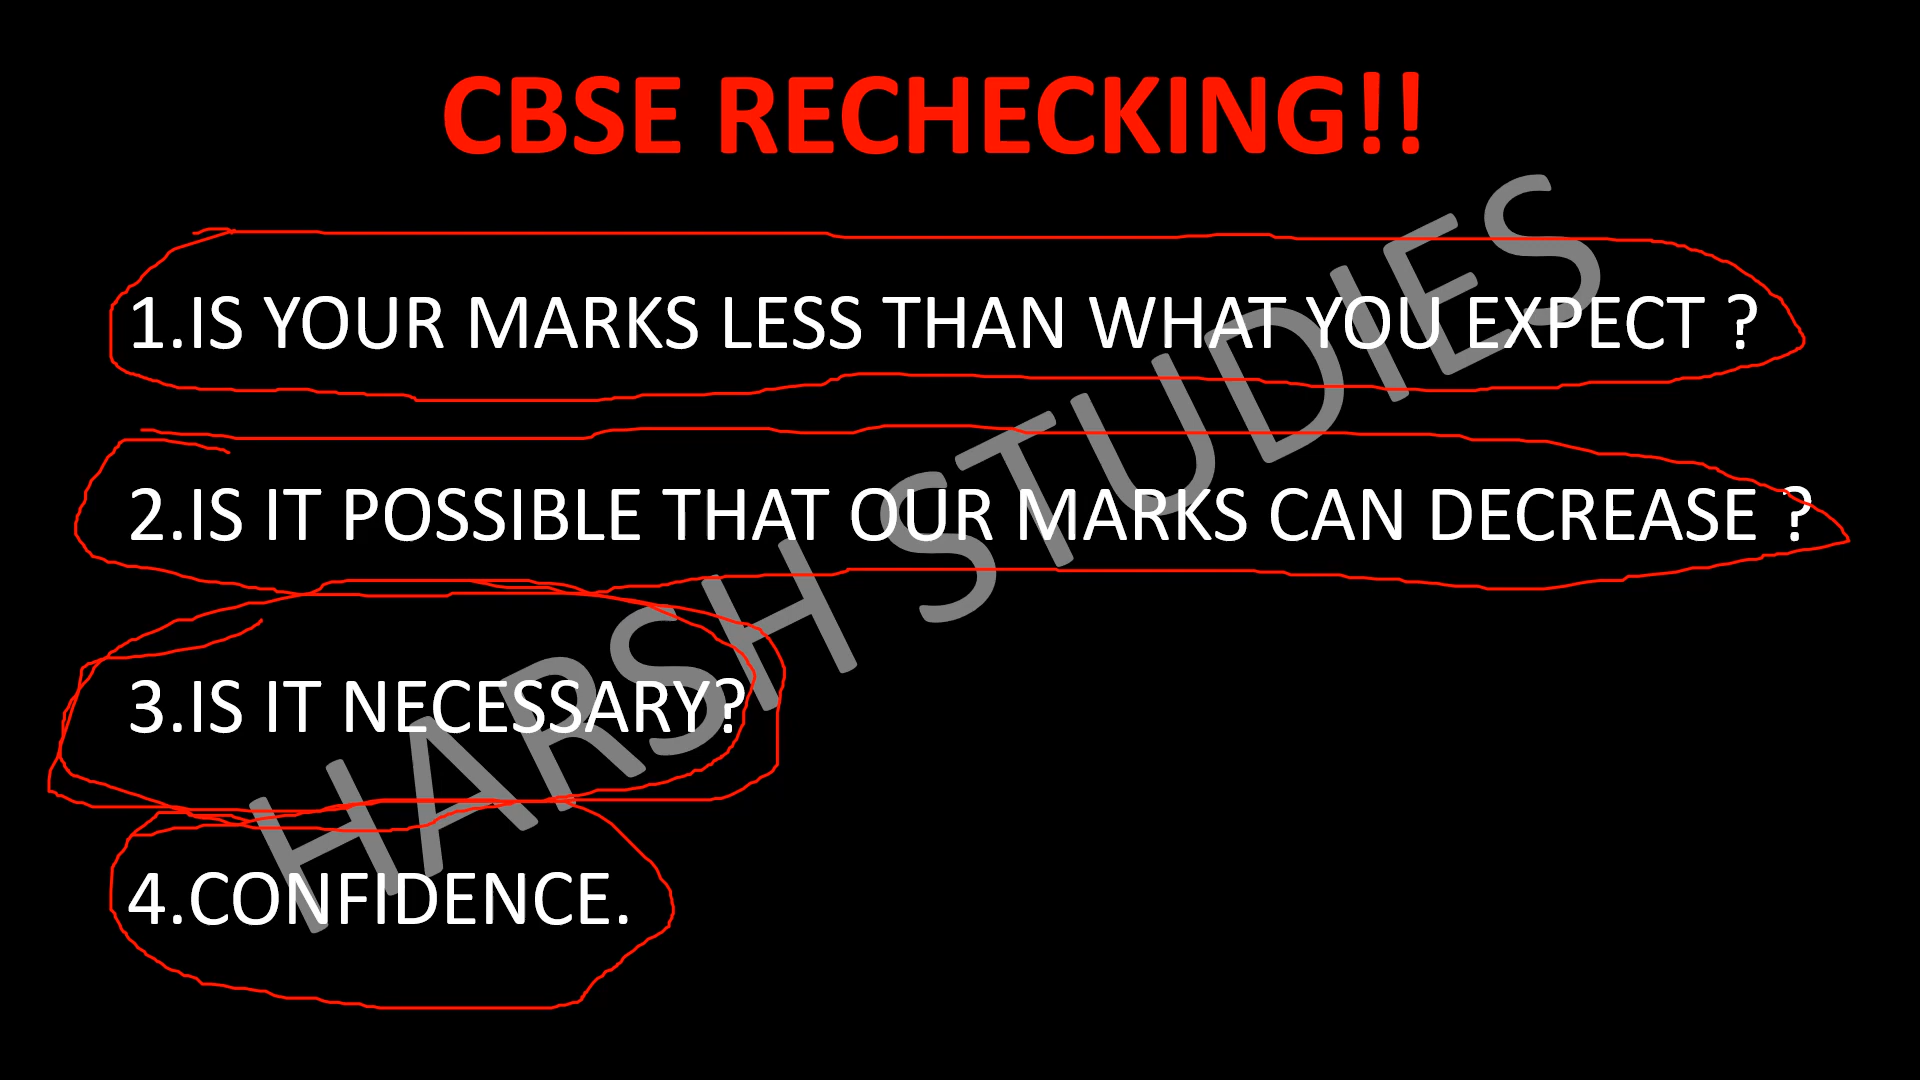 CBSE RECHECKING!!
1.IS YOUR MARKS LESS THAN WHAT YOU EXPECT ?
2.IS IT POSSIBLE THAT OUR MARKS CAN DECREASE ?
3.IS IT NECESSARY?
4.CONFIDENCE.
HARSH STUDIES